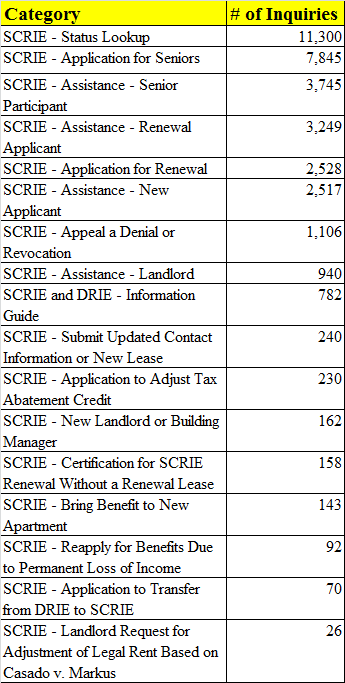 Category # of Inquiries
SCRIE - Status Lookup 11,300
SCRIE - Application for Seniors 7,845
SCRIE - Assistance - Senior 3,745
Participant
SCRIE - Assistance - Renewal 3,249
Applicant
SCRIE - Application for Renewal 2,528
SCRIE - Assistance - New 2,517
Applicant
SCRIE - Appeal a Denial or 1,106
Revocation
SCRIE - Assistance - Landlord 940
SCRIE and DRIE - Information 782
Guide
SCRIE - Submit Updated Contact 240
Information or New Lease
SCRIE - Application to Adjust Tax 230
Abatement Credit
SCRIE - New Landlord or Building 162
Manager
SCRIE - Certification for SCRIE 158
Renewal Without a Renewal Lease
SCRIE - Bring Benefit to New 143
Apartment
SCRIE - Reapply for Benefits Due 92
to Permanent Loss of Income
SCRIE - Application to Transfer 70
from DRIE to SCRIE
SCRIE - Landlord Request for 26
Adjustment of Legal Rent Based on
Casado v. Markus